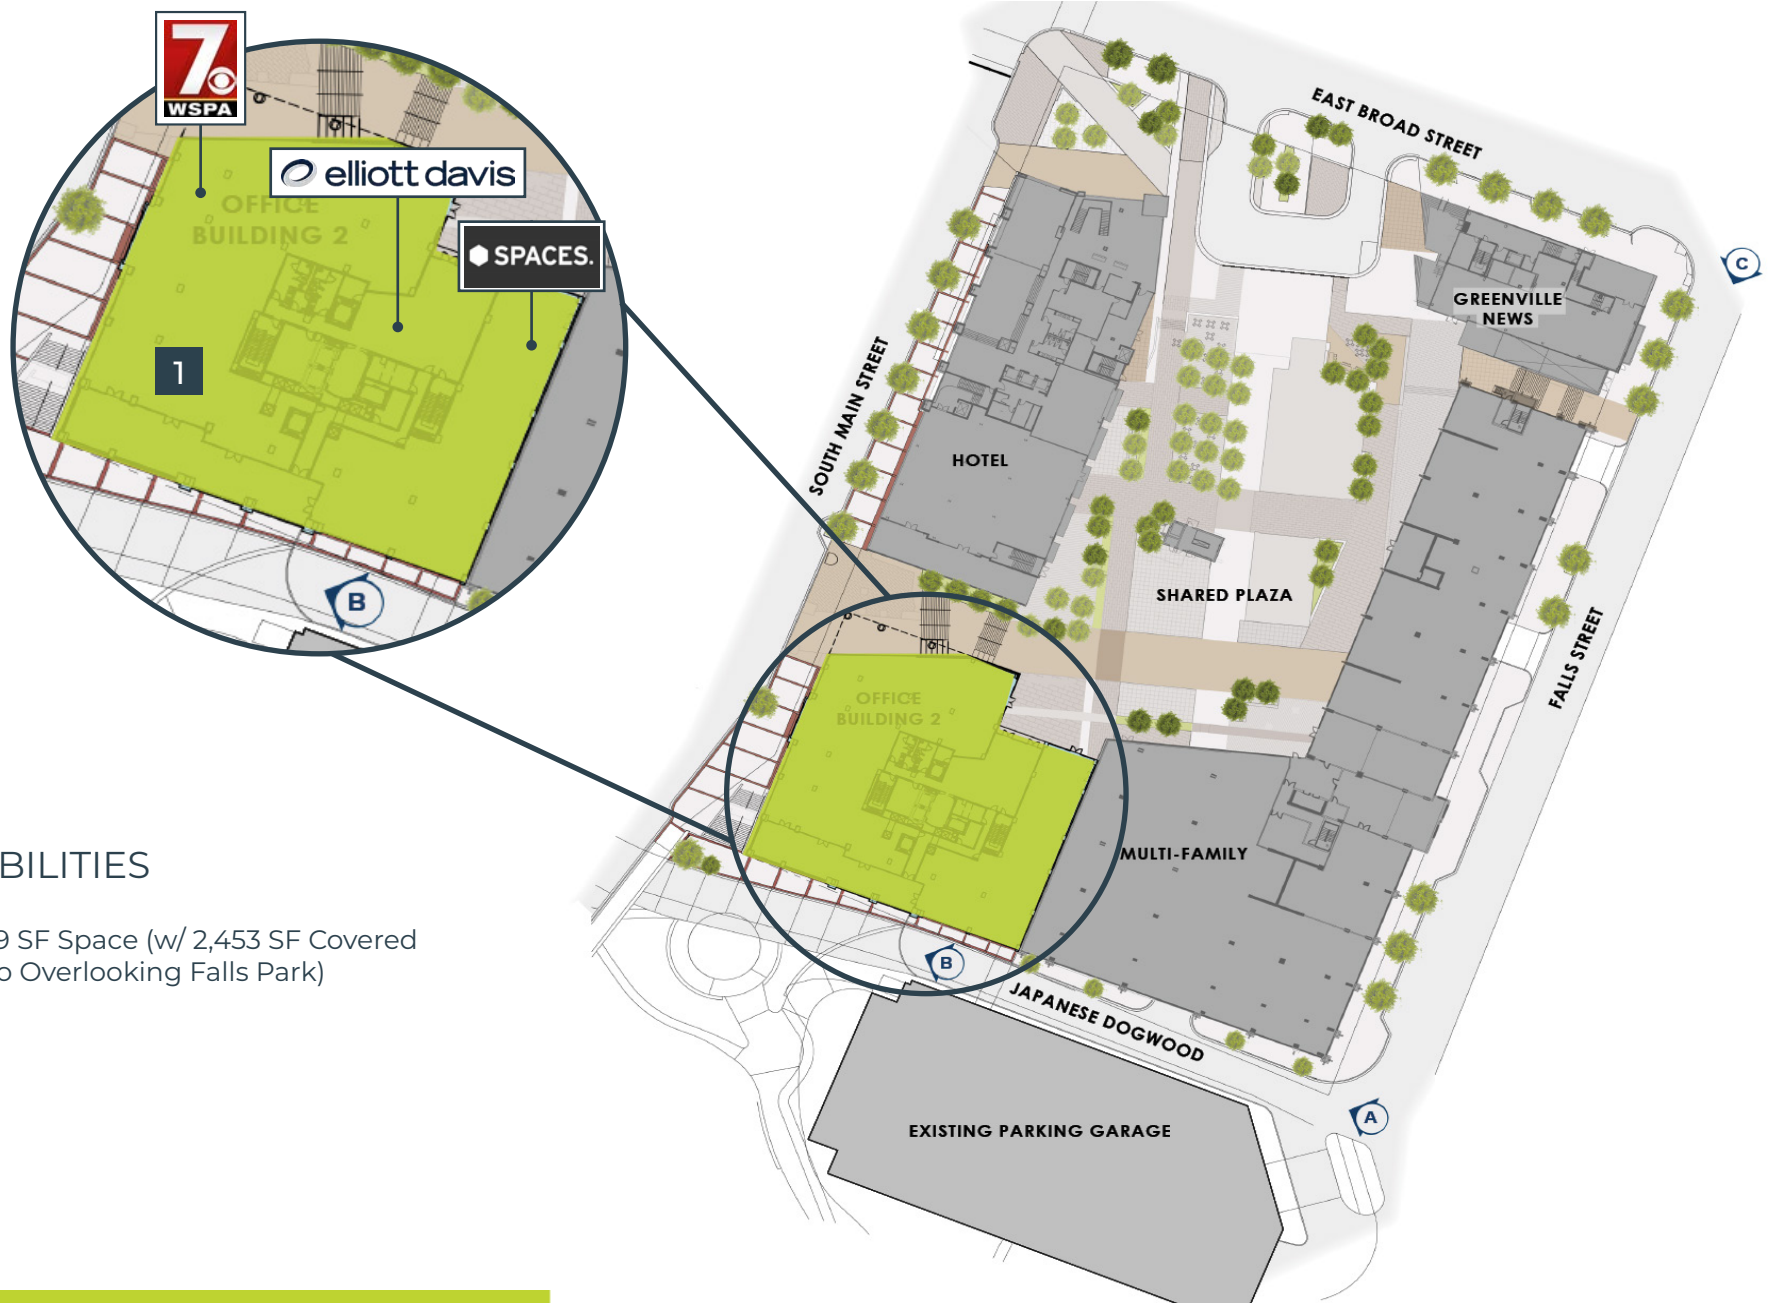 7
WSPA
elliott davis
SPACES.
OFFICE
BUILDING 2
1
B
EAST BROAD STREET
C
GREENVILLE
NEWS
SOUTH MAIN STREET
HOTEL
SHARED PLAZA
FALLS STREET
OFFICE
BUILDING 2
MULTI-FAMILY
B
JAPANESE DOGWOOD
A
EXISTING PARKING GARAGE
BILITIES
9 SF Space (w/ 2,453 SF Covered
o Overlooking Falls Park)